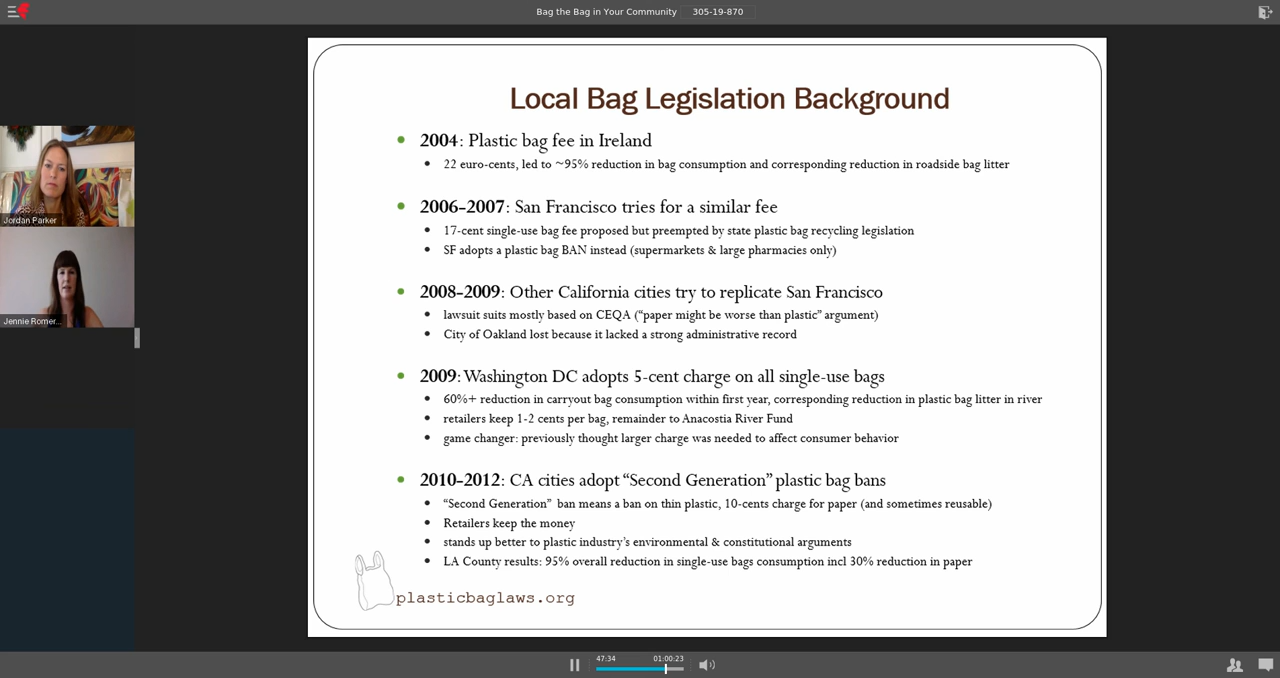 Bag the Bag in Your Community 305-19-870
Jordan Parker
Jennie Romer...
Local Bag Legislation Background
• 2004: Plastic bag fee in Ireland
• 22 euro-cents, led to ~95% reduction in bag consumption and corresponding reduction in roadside bag litter
• 2006–2007: San Francisco tries for a similar fee
• 17-cent single-use bag fee proposed but preempted by state plastic bag recycling legislation
• SF adopts a plastic bag BAN instead (supermarkets & large pharmacies only)
• 2008–2009: Other California cities try to replicate San Francisco
• lawsuit suits mostly based on CEQA (“paper might be worse than plastic” argument)
• City of Oakland lost because it lacked a strong administrative record
• 2009: Washington DC adopts 5-cent charge on all single-use bags
• 60%+ reduction in carryout bag consumption within first year, corresponding reduction in plastic bag litter in river
• retailers keep 1-2 cents per bag, remainder to Anacostia River Fund
• game changer: previously thought larger charge was needed to affect consumer behavior
• 2010–2012: CA cities adopt “Second Generation” plastic bag bans
• “Second Generation” ban means a ban on thin plastic, 10-cents charge for paper (and sometimes reusable)
• Retailers keep the money
• stands up better to plastic industry’s environmental & constitutional arguments
• LA County results: 95% overall reduction in single-use bags consumption incl 30% reduction in paper
plasticbaglaws.org
47:34 01:00:23